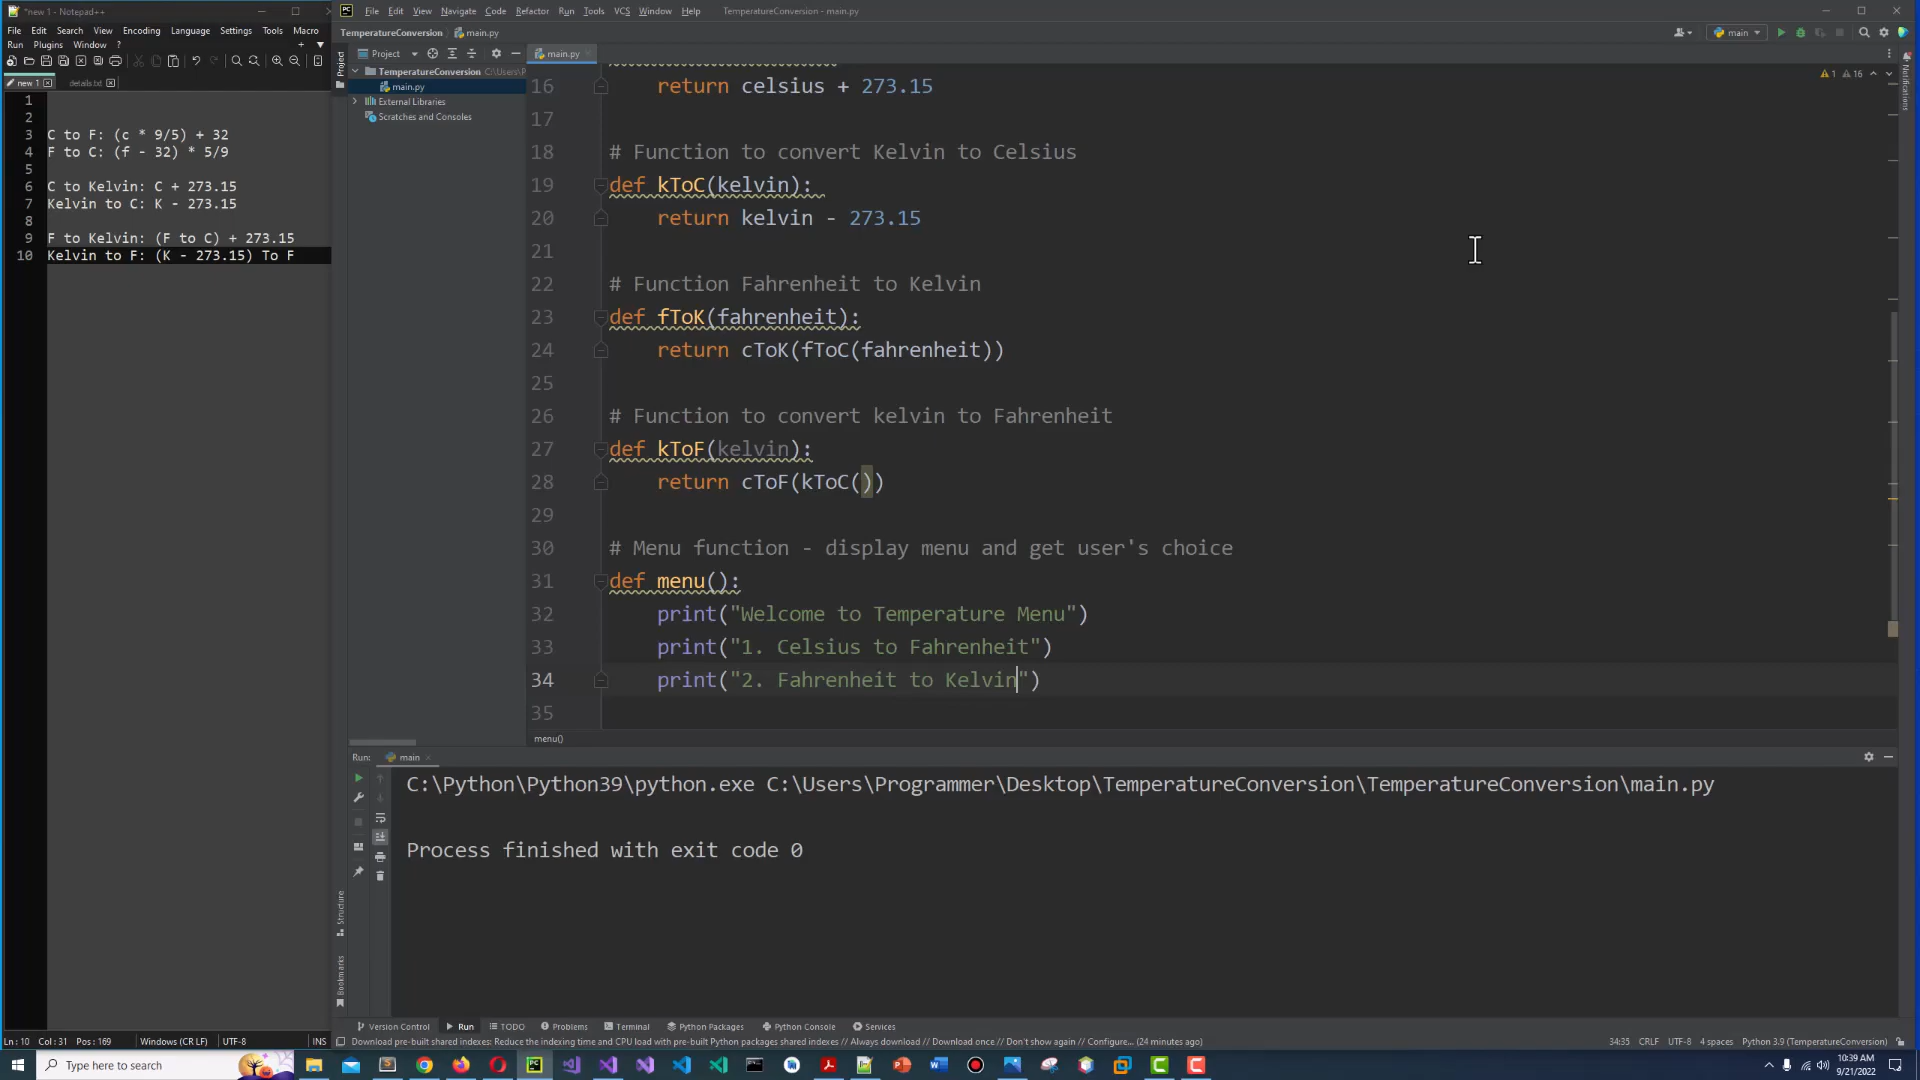 *new 1 - Notepad++
File Edit Search View Encoding Language Settings Tools Macro
Run Plugins Window ?
new 1 details.txt
1
2
3 C to F: (c * 9/5) + 32
4 F to C: (f - 32) * 5/9
5
6 C to Kelvin: C + 273.15
7 Kelvin to C: K - 273.15
8
9 F to Kelvin: (F to C) + 273.15
10 Kelvin to F: (K - 273.15) To F
Ln: 10 Col: 31 Pos: 169 Windows (CR LF) UTF-8 INS
File Edit View Navigate Code Refactor Run Tools VCS Window Help TemperatureConversion - main.py
TemperatureConversion main.py main
Project main.py
Project
TemperatureConversion C:\Users\P
main.py
External Libraries
Scratches and Consoles
Notifications
1 16
16 return celsius + 273.15
17
18 # Function to convert Kelvin to Celsius
19 def kToC(kelvin):
20 return kelvin - 273.15
21
22 # Function Fahrenheit to Kelvin
23 def fToK(fahrenheit):
24 return cToK(fToC(fahrenheit))
25
26 # Function to convert kelvin to Fahrenheit
27 def kToF(kelvin):
28 return cToF(kToC())
29
30 # Menu function - display menu and get user's choice
31 def menu():
32 print("Welcome to Temperature Menu")
33 print("1. Celsius to Fahrenheit")
34 print("2. Fahrenheit to Kelvin")
35
menu()
Run: main
C:\Python\Python39\python.exe C:\Users\Programmer\Desktop\TemperatureConversion\TemperatureConversion\main.py
Process finished with exit code 0
Structure
Bookmarks
Version Control Run TODO Problems Terminal Python Packages Python Console Services
Download pre-built shared indexes: Reduce the indexing time and CPU load with pre-built Python packages shared indexes // Always download // Download once // Don't show again // Configure... (24 minutes ago) 34:35 CRLF UTF-8 4 spaces Python 3.9 (TemperatureConversion)
Type here to search
10:39 AM
9/21/2022